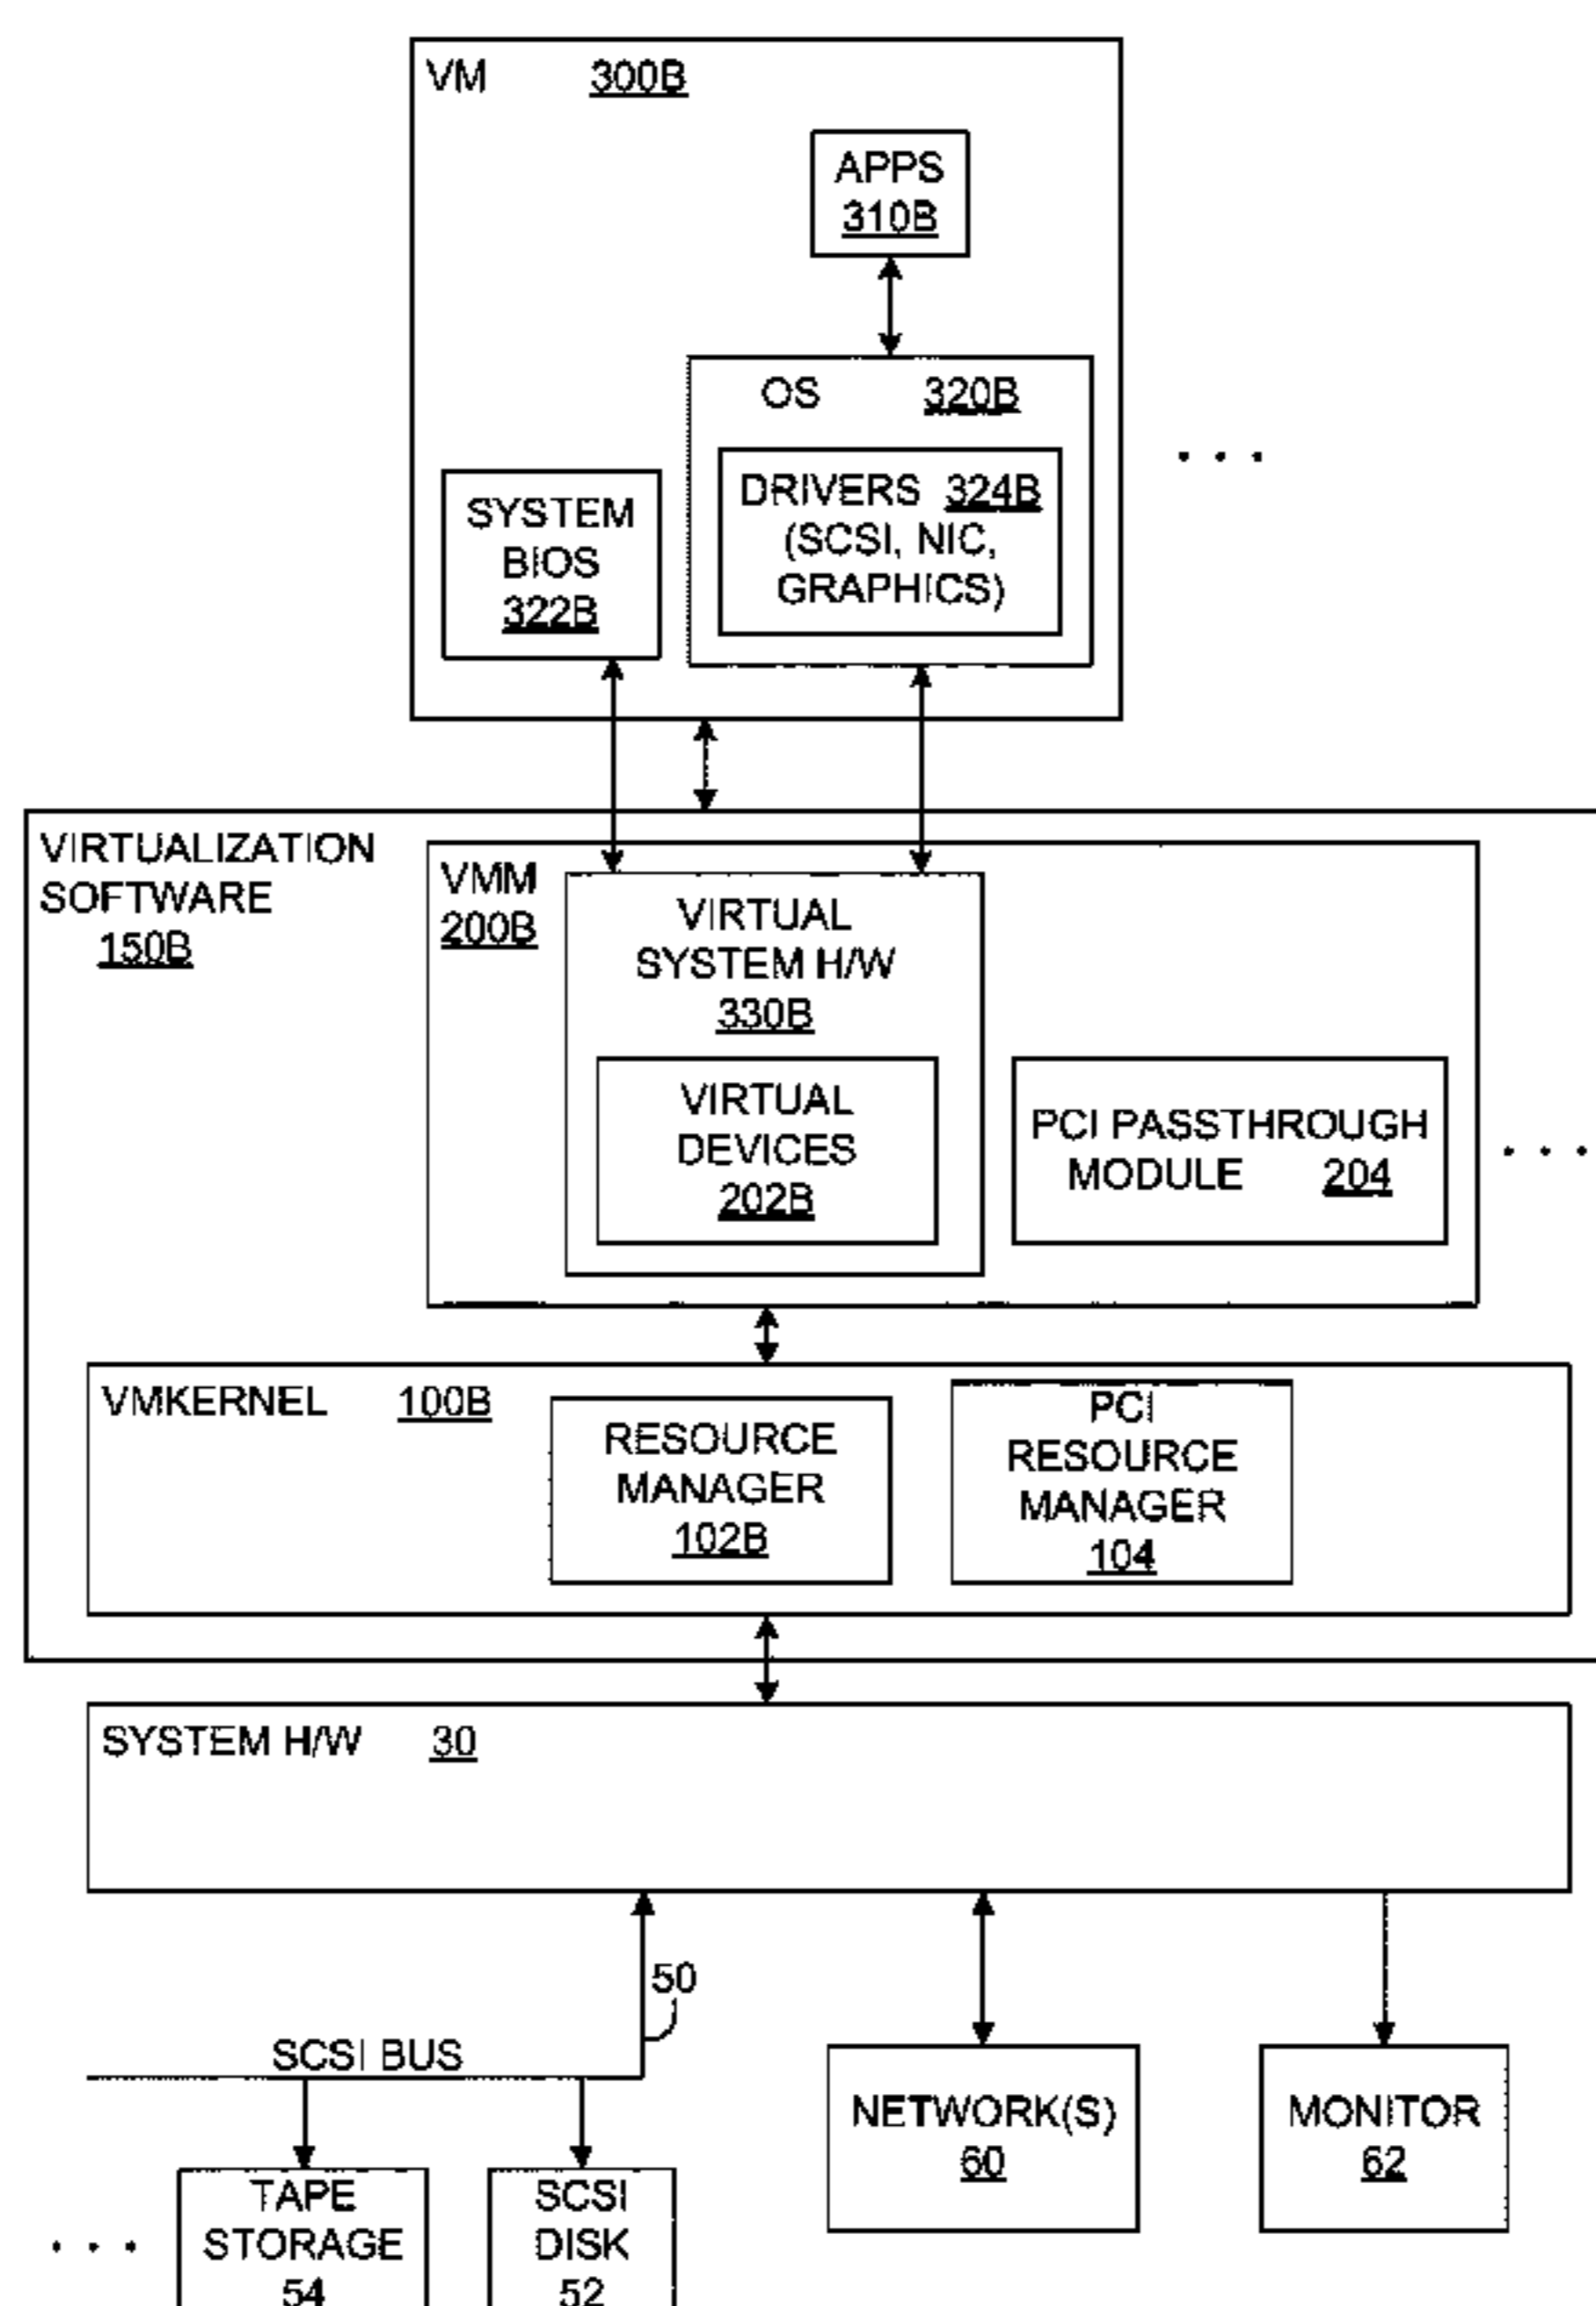 VM 300B
APPS
310B
OS 320B
DRIVERS 324B
(SCSI, NIC,
GRAPHICS)
SYSTEM
BIOS
322B
. . .
VIRTUALIZATION
SOFTWARE
150B
VMM
200B
VIRTUAL
SYSTEM H/W
330B
VIRTUAL
DEVICES
202B
PCI PASSTHROUGH
MODULE 204
. . .
VMKERNEL 100B
RESOURCE
MANAGER
102B
PCI
RESOURCE
MANAGER
104
SYSTEM H/W 30
50
SCSI BUS
NETWORK(S)
60
MONITOR
62
. . .
TAPE
STORAGE
54
SCSI
DISK
52